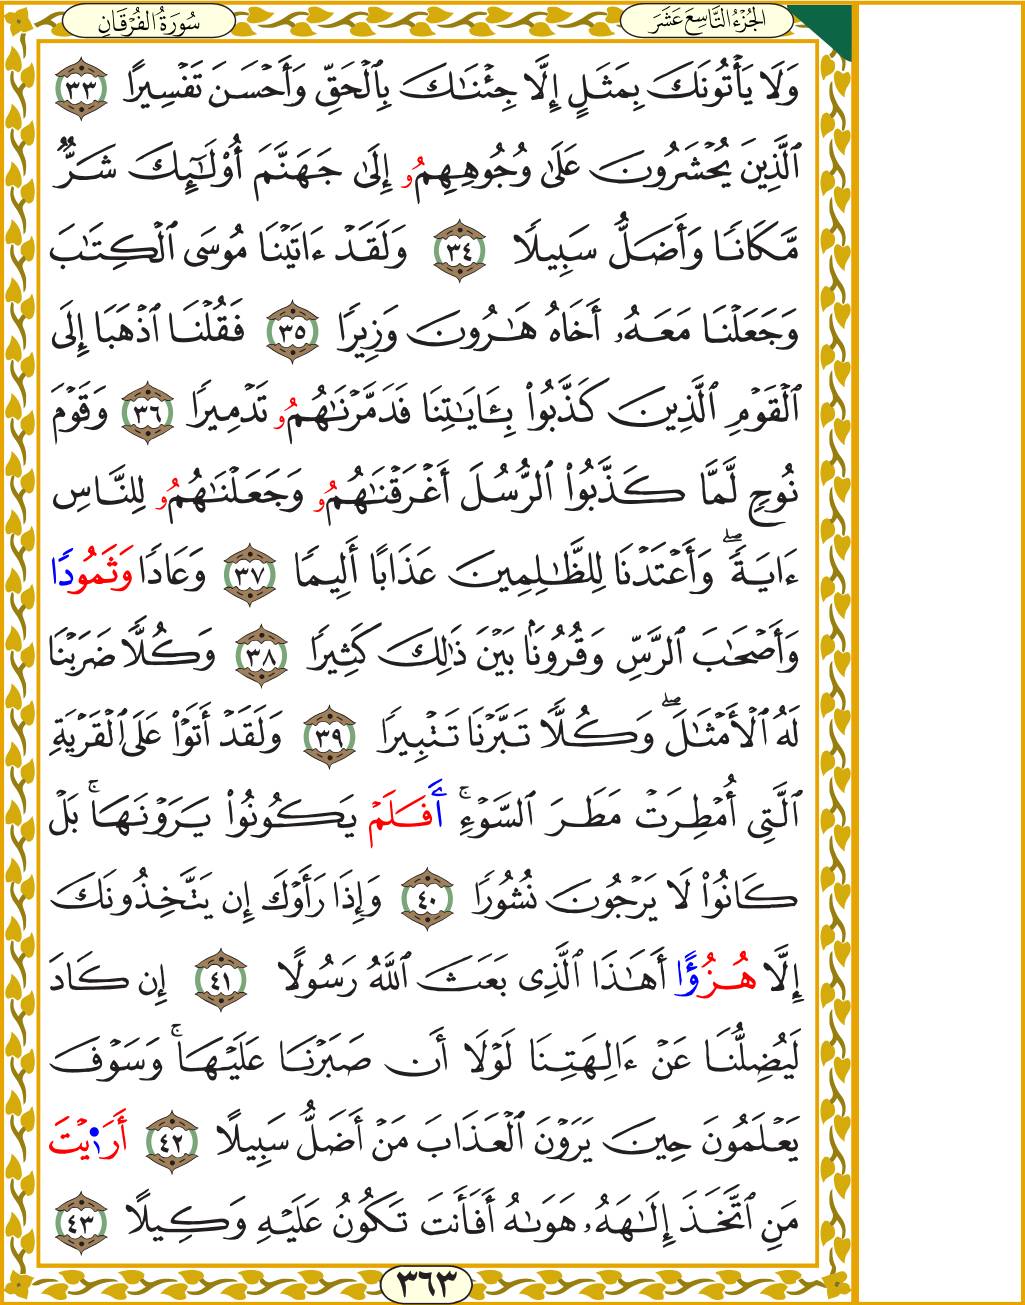 الجُزْءُ التَّاسِعَ عَشَرَ
سُورَةُ الفُرْقَانِ
وَلَا يَأْتُونَكَ بِمَثَلٍ إِلَّا جِئْنَٰكَ بِالْحَقِّ وَأَحْسَنَ تَفْسِيرًا ٣٣
ٱلَّذِينَ يُحْشَرُونَ عَلَىٰ وُجُوهِهِمُۥ إِلَىٰ جَهَنَّمَ أُوْلَٰٓئِكَ شَرٌّ
مَّكَانًا وَأَضَلُّ سَبِيلًا ٣٤ وَلَقَدْ ءَاتَيْنَا مُوسَى ٱلْكِتَٰبَ
وَجَعَلْنَا مَعَهُۥ أَخَاهُ هَٰرُونَ وَزِيرًا ٣٥ فَقُلْنَا ٱذْهَبَا إِلَى
ٱلْقَوْمِ ٱلَّذِينَ كَذَّبُوا۟ بِـَٔايَٰتِنَا فَدَمَّرْنَٰهُمُۥ تَدْمِيرًا ٣٦ وَقَوْمَ
نُوحٍ لَّمَّا كَذَّبُوا۟ ٱلرُّسُلَ أَغْرَقْنَٰهُمُۥ وَجَعَلْنَٰهُمُۥ لِلنَّاسِ
ءَايَةً ۖ وَأَعْتَدْنَا لِلظَّٰلِمِينَ عَذَابًا أَلِيمًا ٣٧ وَعَادًا وَثَمُودًا
وَأَصْحَٰبَ ٱلرَّسِّ وَقُرُونًۢا بَيْنَ ذَٰلِكَ كَثِيرًا ٣٨ وَكُلًّا ضَرَبْنَا
لَهُ ٱلْأَمْثَٰلَ ۖ وَكُلًّا تَبَّرْنَا تَتْبِيرًا ٣٩ وَلَقَدْ أَتَوْا۟ عَلَى ٱلْقَرْيَةِ
ٱلَّتِى أُمْطِرَتْ مَطَرَ ٱلسَّوْءِ ۚ أَفَلَمْ يَكُونُوا۟ يَرَوْنَهَا ۚ بَلْ
كَانُوا۟ لَا يَرْجُونَ نُشُورًا ٤٠ وَإِذَا رَأَوْكَ إِن يَتَّخِذُونَكَ
إِلَّا هُزُؤًا أَهَٰذَا ٱلَّذِى بَعَثَ ٱللَّهُ رَسُولًا ٤١ إِن كَادَ
لَيُضِلُّنَا عَنْ ءَالِهَتِنَا لَوْلَا أَن صَبَرْنَا عَلَيْهَا ۚ وَسَوْفَ
يَعْلَمُونَ حِينَ يَرَوْنَ ٱلْعَذَابَ مَنْ أَضَلُّ سَبِيلًا ٤٢ أَرَٰيْتَ
مَنِ ٱتَّخَذَ إِلَٰهَهُۥ هَوَىٰهُ أَفَأَنتَ تَكُونُ عَلَيْهِ وَكِيلًا ٤٣
٣٦٣